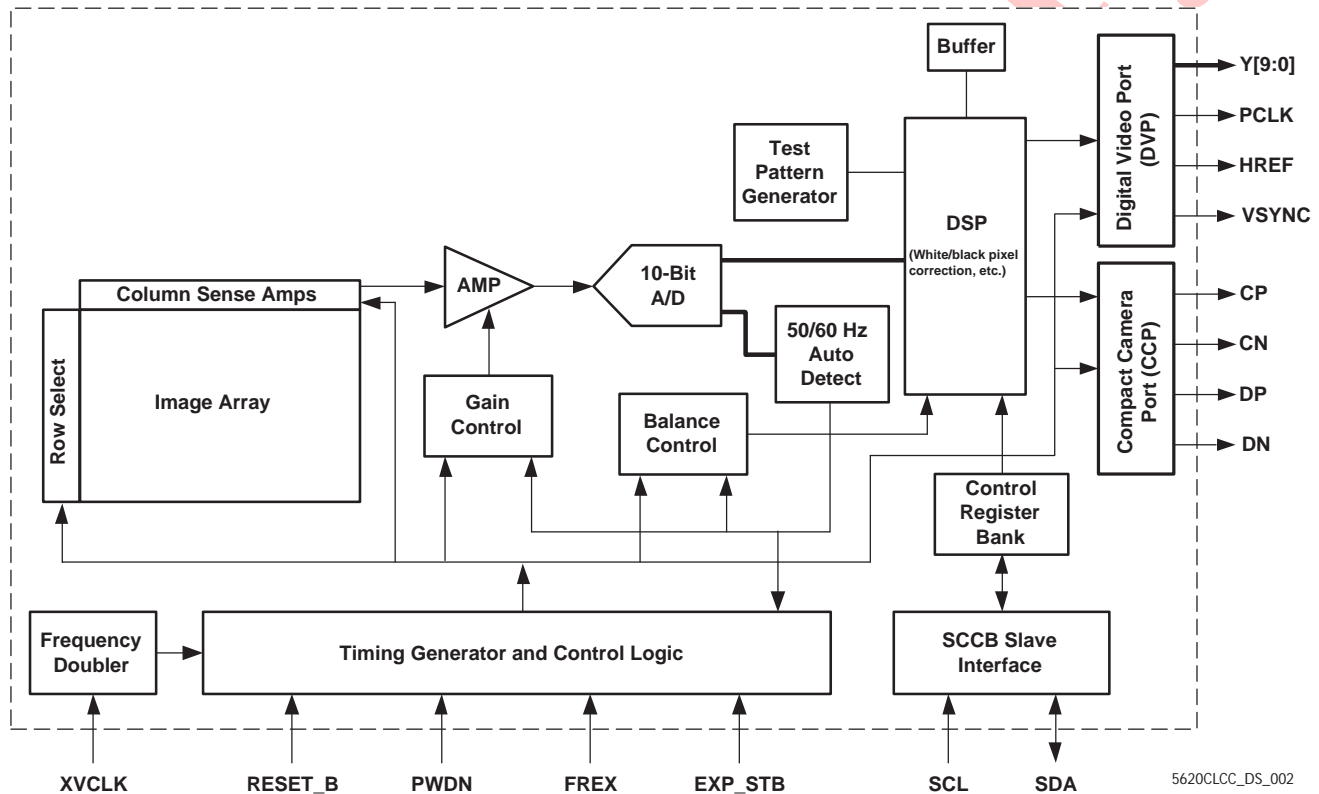 Buffer
Y[9:0]
PCLK
HREF
VSYNC
Digital Video Port
(DVP)
Test
Pattern
Generator
DSP
(White/black pixel
correction, etc.)
Column Sense Amps
AMP
10-Bit
A/D
50/60 Hz
Auto
Detect
CP
CN
DP
DN
Compact Camera
Port (CCP)
Row Select
Image Array
Gain
Control
Balance
Control
Control
Register
Bank
Frequency
Doubler
Timing Generator and Control Logic
SCCB Slave
Interface
XVCLK
RESET_B
PWDN
FREX
EXP_STB
SCL
SDA
5620CLCC_DS_002